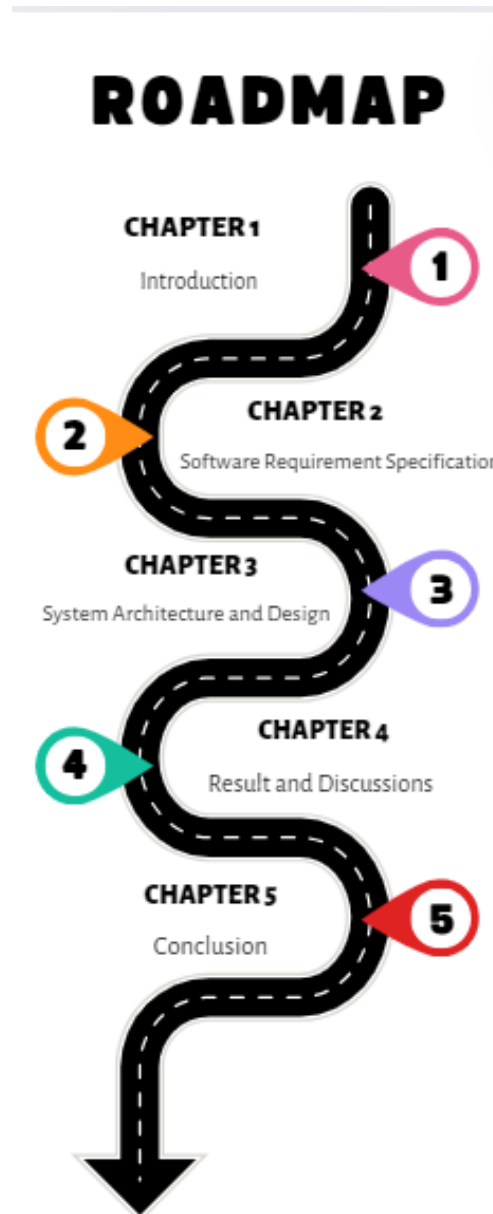 ROADMAP
CHAPTER 1
1
Introduction
CHAPTER 2
2
Software Requirement Specification
CHAPTER 3
3
System Architecture and Design
CHAPTER 4
4
Result and Discussions
CHAPTER 5
5
Conclusion